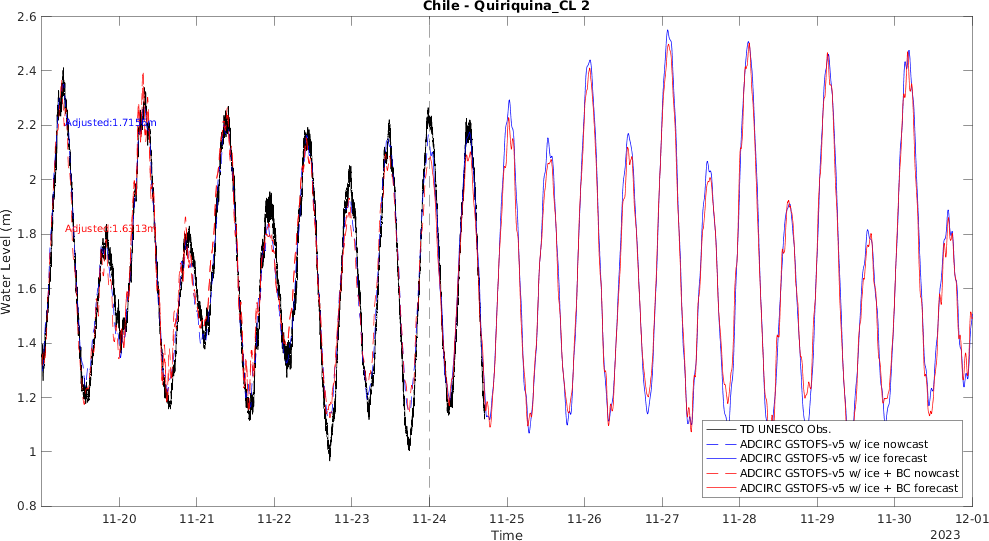 Chile - Quiriquina_CL 2
Water Level (m)
2.6
2.4
2.2
2
1.8
1.6
1.4
1.2
1
0.8
Adjusted:1.6313m
TD UNESCO Obs.
ADCIRC GSTOFS-v5 w/ ice nowcast
ADCIRC GSTOFS-v5 w/ ice forecast
ADCIRC GSTOFS-v5 w/ ice + BC nowcast
ADCIRC GSTOFS-v5 w/ ice + BC forecast
11-20 11-21 11-22 11-23 11-24 11-25 11-26 11-27 11-28 11-29 11-30 12-01
Time
2023